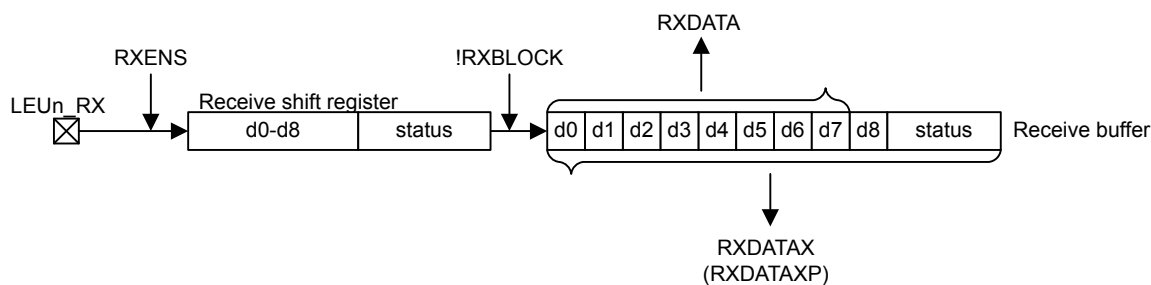 RXDATA
RXENS
!RXBLOCK
LEUn_RX
Receive shift register
d0-d8 status
d0 d1 d2 d3 d4 d5 d6 d7 d8 status
Receive buffer
RXDATAX
(RXDATAXP)